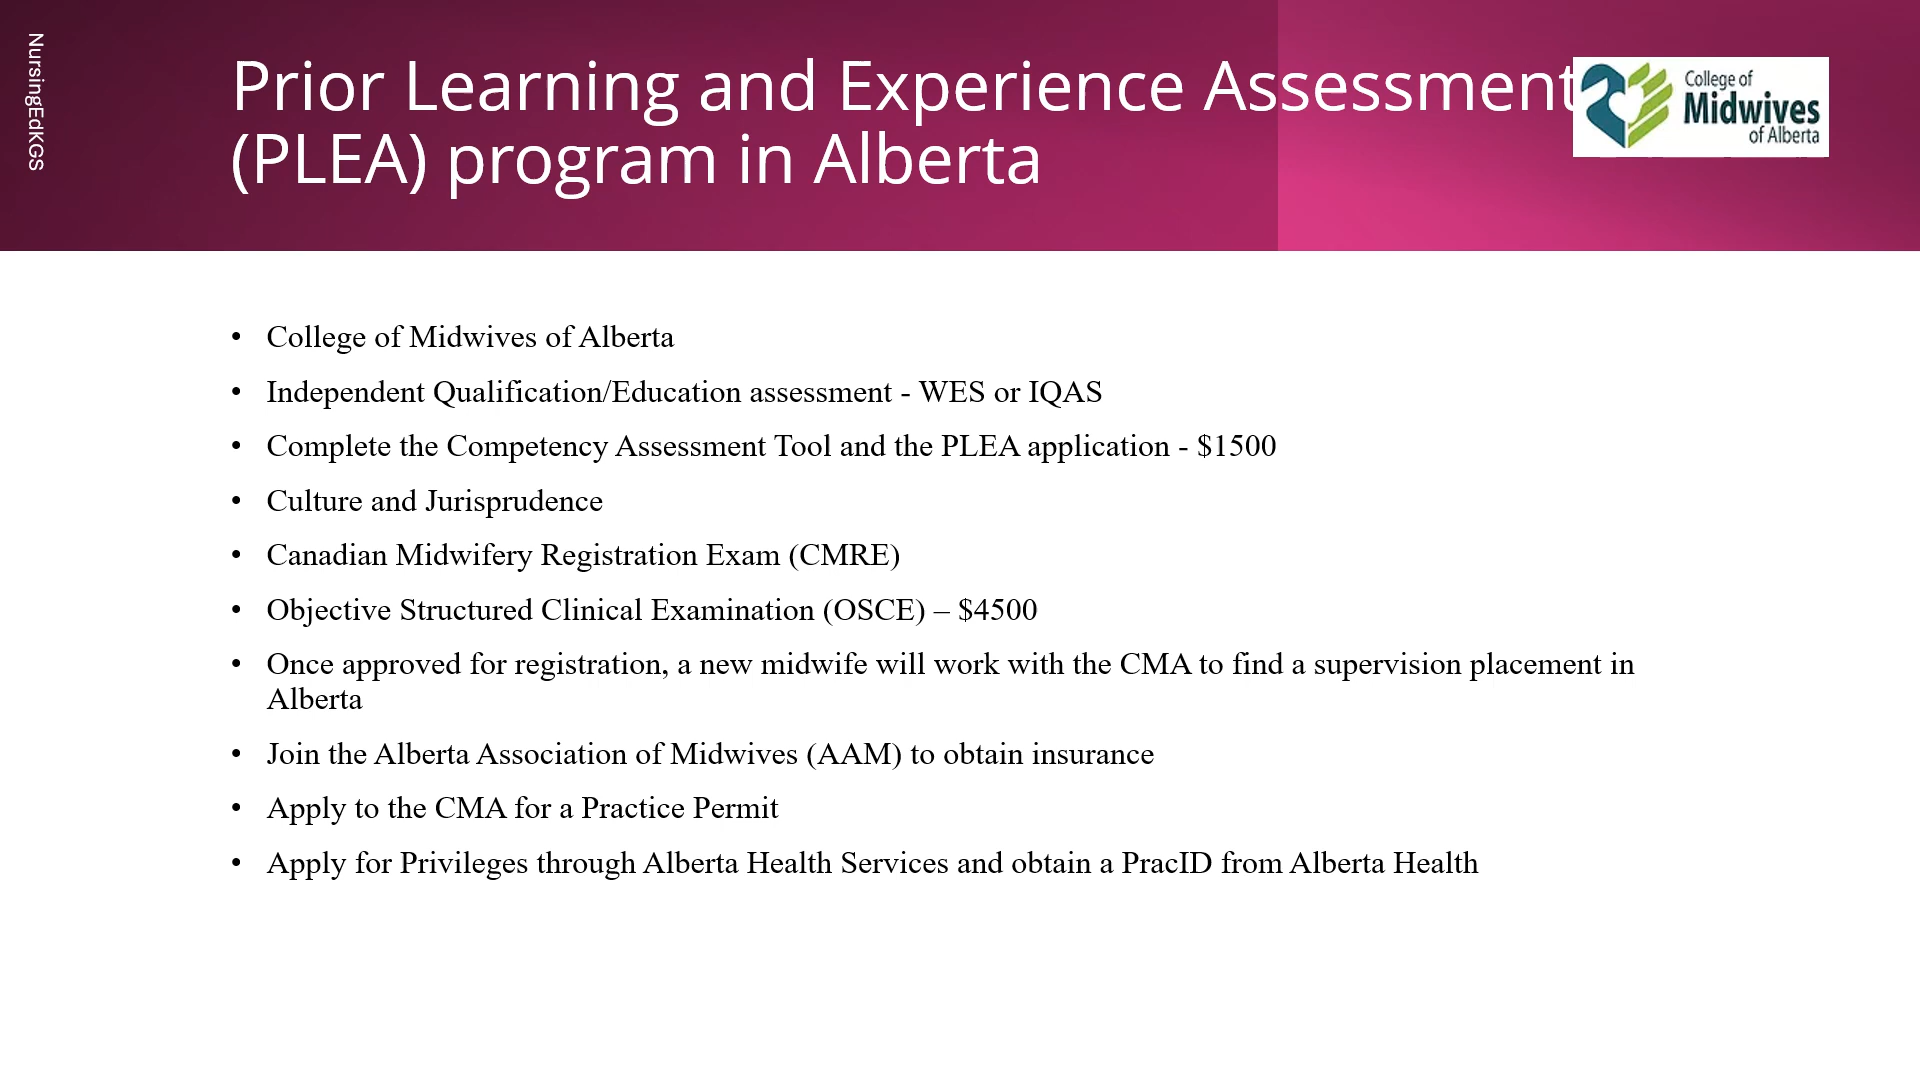 NursingEdKGS
Prior Learning and Experience Assessment
(PLEA) program in Alberta
College of
Midwives
of Alberta
• College of Midwives of Alberta
• Independent Qualification/Education assessment - WES or IQAS
• Complete the Competency Assessment Tool and the PLEA application - $1500
• Culture and Jurisprudence
• Canadian Midwifery Registration Exam (CMRE)
• Objective Structured Clinical Examination (OSCE) – $4500
• Once approved for registration, a new midwife will work with the CMA to find a supervision placement in
Alberta
• Join the Alberta Association of Midwives (AAM) to obtain insurance
• Apply to the CMA for a Practice Permit
• Apply for Privileges through Alberta Health Services and obtain a PracID from Alberta Health